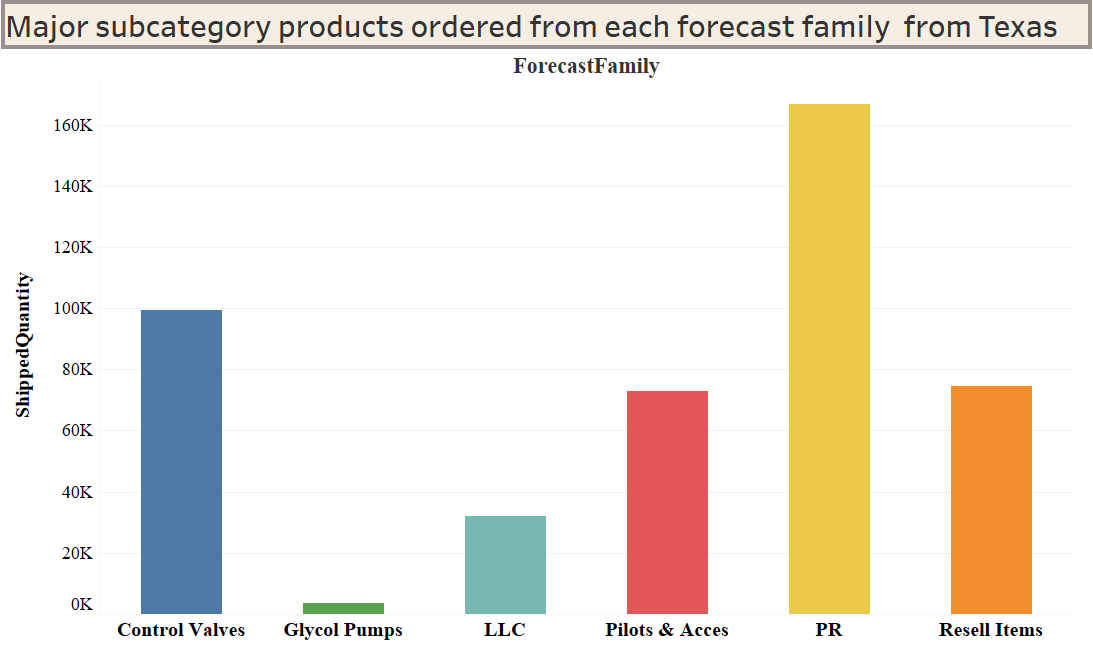 Major subcategory products ordered from each forecast family  from Texas
ForecastFamily
ShippedQuantity
160K
140K
120K
100K
80K
60K
40K
20K
0K
Control Valves
Glycol Pumps
LLC
Pilots & Acces
PR
Resell Items